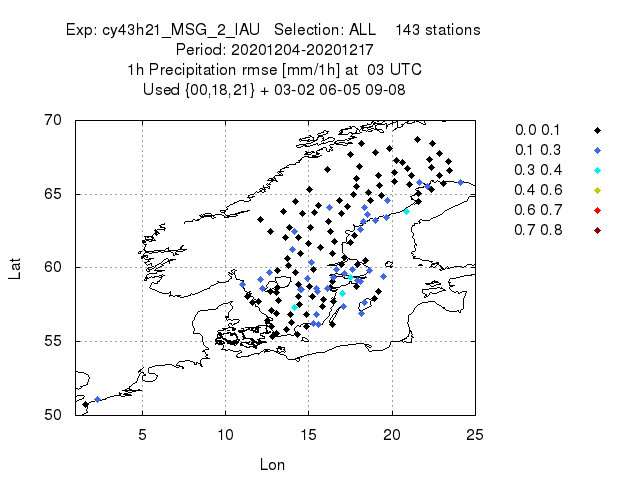 Exp: cy43h21_MSG_2_IAU   Selection: ALL    143 stations
Period: 20201204-20201217
1h Precipitation rmse [mm/1h] at  03 UTC
Used {00,18,21} + 03-02 06-05 09-08
70
65
60
55
50
Lat
5 10 15 20 25
Lon
0.0 0.1
0.1 0.3
0.3 0.4
0.4 0.6
0.6 0.7
0.7 0.8